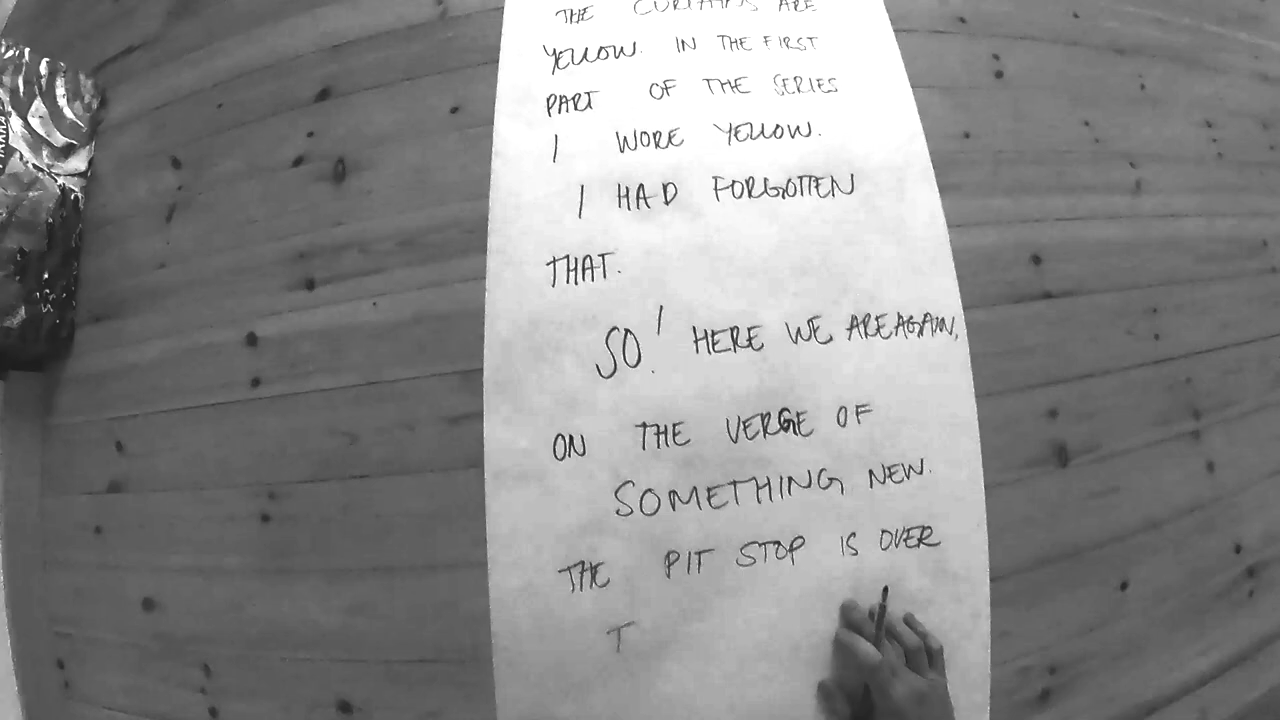 THE CURTAINS ARE
YELLOW. IN THE FIRST
PART OF THE SERIES
I WORE YELLOW.
I HAD FORGOTTEN
THAT.
SO! HERE WE ARE AGAIN,
ON THE VERGE OF
SOMETHING NEW.
THE PIT STOP IS OVER
T